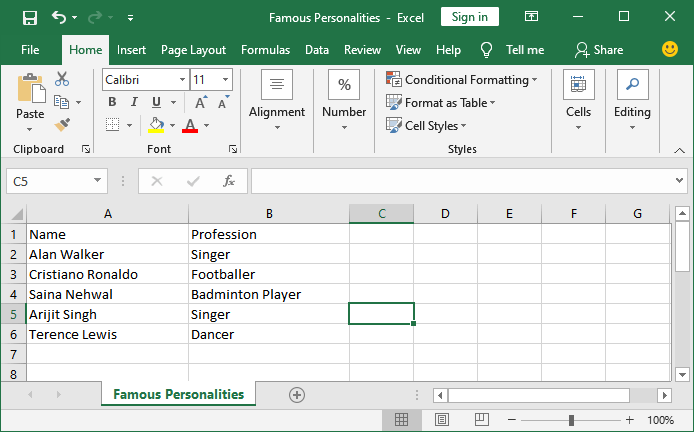 Famous Personalities - Excel
Sign in
File Home Insert Page Layout Formulas Data Review View Help Tell me Share
Paste
Clipboard
Calibri 11
B I U A A
A
Font
Alignment
%
Number
Conditional Formatting
Format as Table
Cell Styles
Styles
Cells
Editing
C5 fx
A B C D E F G
1 Name Profession
2 Alan Walker Singer
3 Cristiano Ronaldo Footballer
4 Saina Nehwal Badminton Player
5 Arijit Singh Singer
6 Terence Lewis Dancer
7
8
Famous Personalities
100%